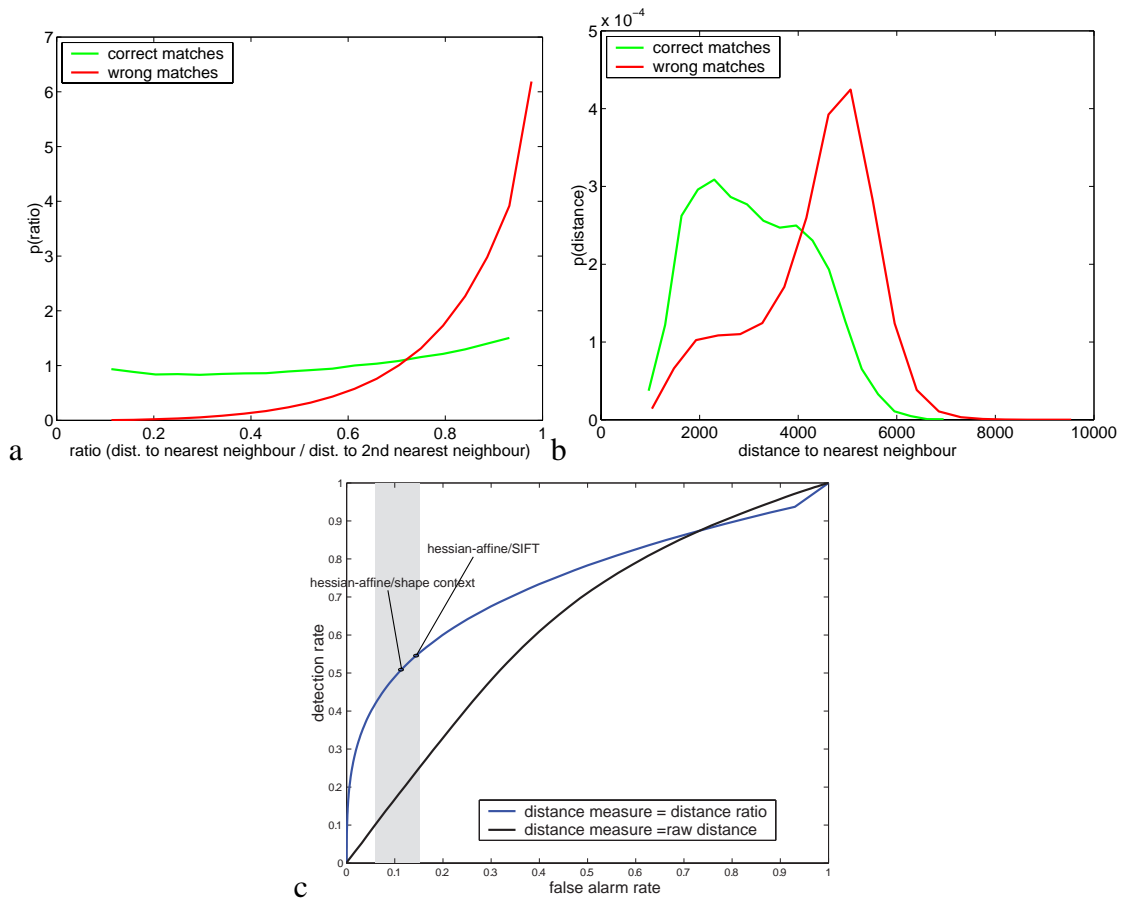 7
6
5
4
3
2
1
0
correct matches
wrong matches
p(ratio)
0 0.2 0.4 0.6 0.8 1
ratio (dist. to nearest neighbour / dist. to 2nd nearest neighbour)
a
x 10⁻⁴
5
4
3
2
1
0
correct matches
wrong matches
p(distance)
0 2000 4000 6000 8000 10000
distance to nearest neighbour
b
1
0.9
0.8
0.7
0.6
0.5
0.4
0.3
0.2
0.1
0
detection rate
hessian-affine/SIFT
hessian-affine/shape context
distance measure = distance ratio
distance measure =raw distance
0 0.1 0.2 0.3 0.4 0.5 0.6 0.7 0.8 0.9 1
false alarm rate
c